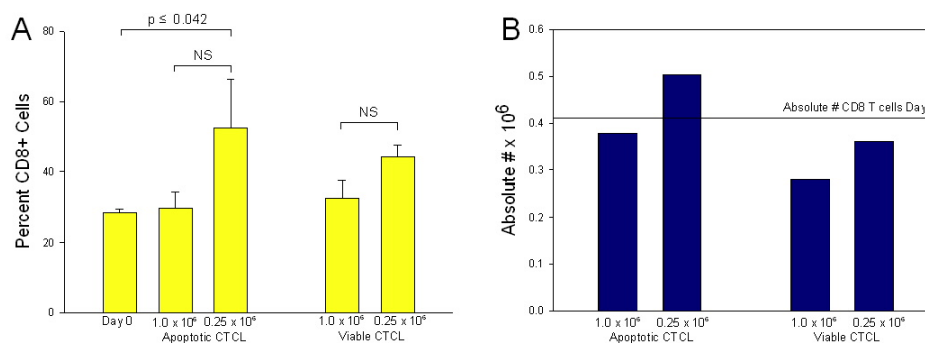 A
p ≤ 0.042
NS
NS
Percent CD8+ Cells
80
60
40
20
0
Day 0
1.0 x 10⁶
0.25 x 10⁶
1.0 x 10⁶
0.25 x 10⁶
Apoptotic CTCL
Viable CTCL
B
Absolute # x 10⁶
0.6
0.5
0.4
0.3
0.2
0.1
0.0
Absolute # CD8 T cells Day
1.0 x 10⁶
0.25 x 10⁶
1.0 x 10⁶
0.25 x 10⁶
Apoptotic CTCL
Viable CTCL